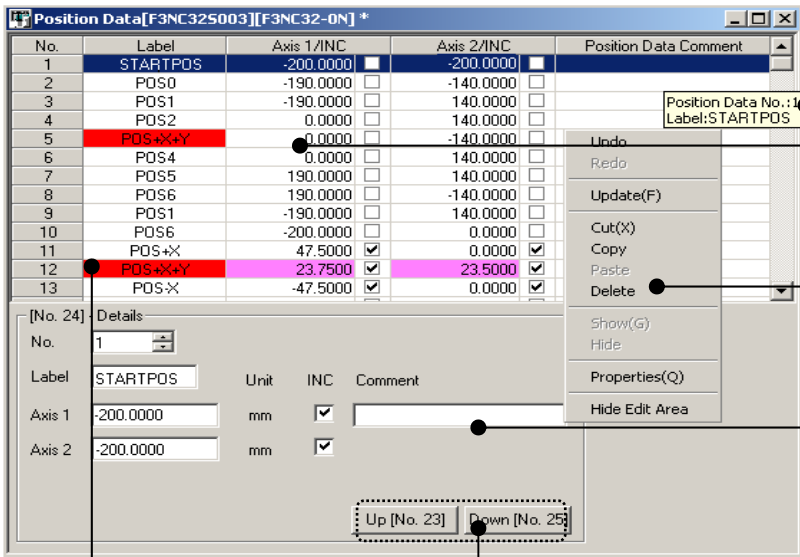 Position Data[F3NC32S003][F3NC32-0N] *
No. Label Axis 1/INC Axis 2/INC Position Data Comment
1 STARTPOS -200.0000 -200.0000
2 POS0 -190.0000 -140.0000
3 POS1 -190.0000 140.0000
4 POS2 0.0000 140.0000
5 POS+X+Y 0.0000 -140.0000
6 POS4 0.0000 140.0000
7 POS5 190.0000 140.0000
8 POS6 190.0000 -140.0000
9 POS1 -190.0000 140.0000
10 POS6 -200.0000 0.0000
11 POS+X 47.5000 0.0000
12 POS+X+Y 23.7500 23.5000
13 POS-X -47.5000 0.0000
Position Data No.:1
Label:STARTPOS
Undo
Redo
Update(F)
Cut(X)
Copy
Paste
Delete
Show(G)
Hide
Properties(Q)
Hide Edit Area
[No. 24] - Details
No. 1
Label STARTPOS Unit INC Comment
Axis 1 -200.0000 mm
Axis 2 -200.0000 mm
Up [No. 23] Down [No. 25]